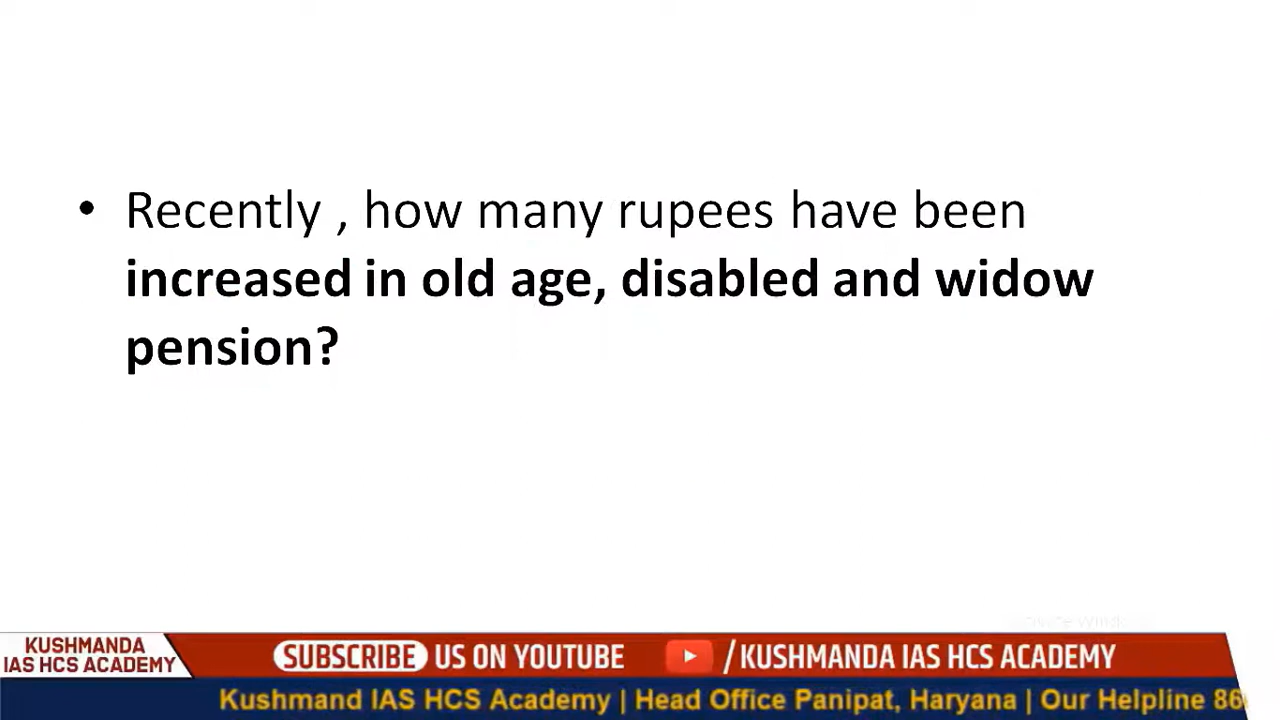 • Recently , how many rupees have been
increased in old age, disabled and widow
pension?
KUSHMANDA
IAS HCS ACADEMY
SUBSCRIBE US ON YOUTUBE
/KUSHMANDA IAS HCS ACADEMY
Kushmand IAS HCS Academy | Head Office Panipat, Haryana | Our Helpline 86